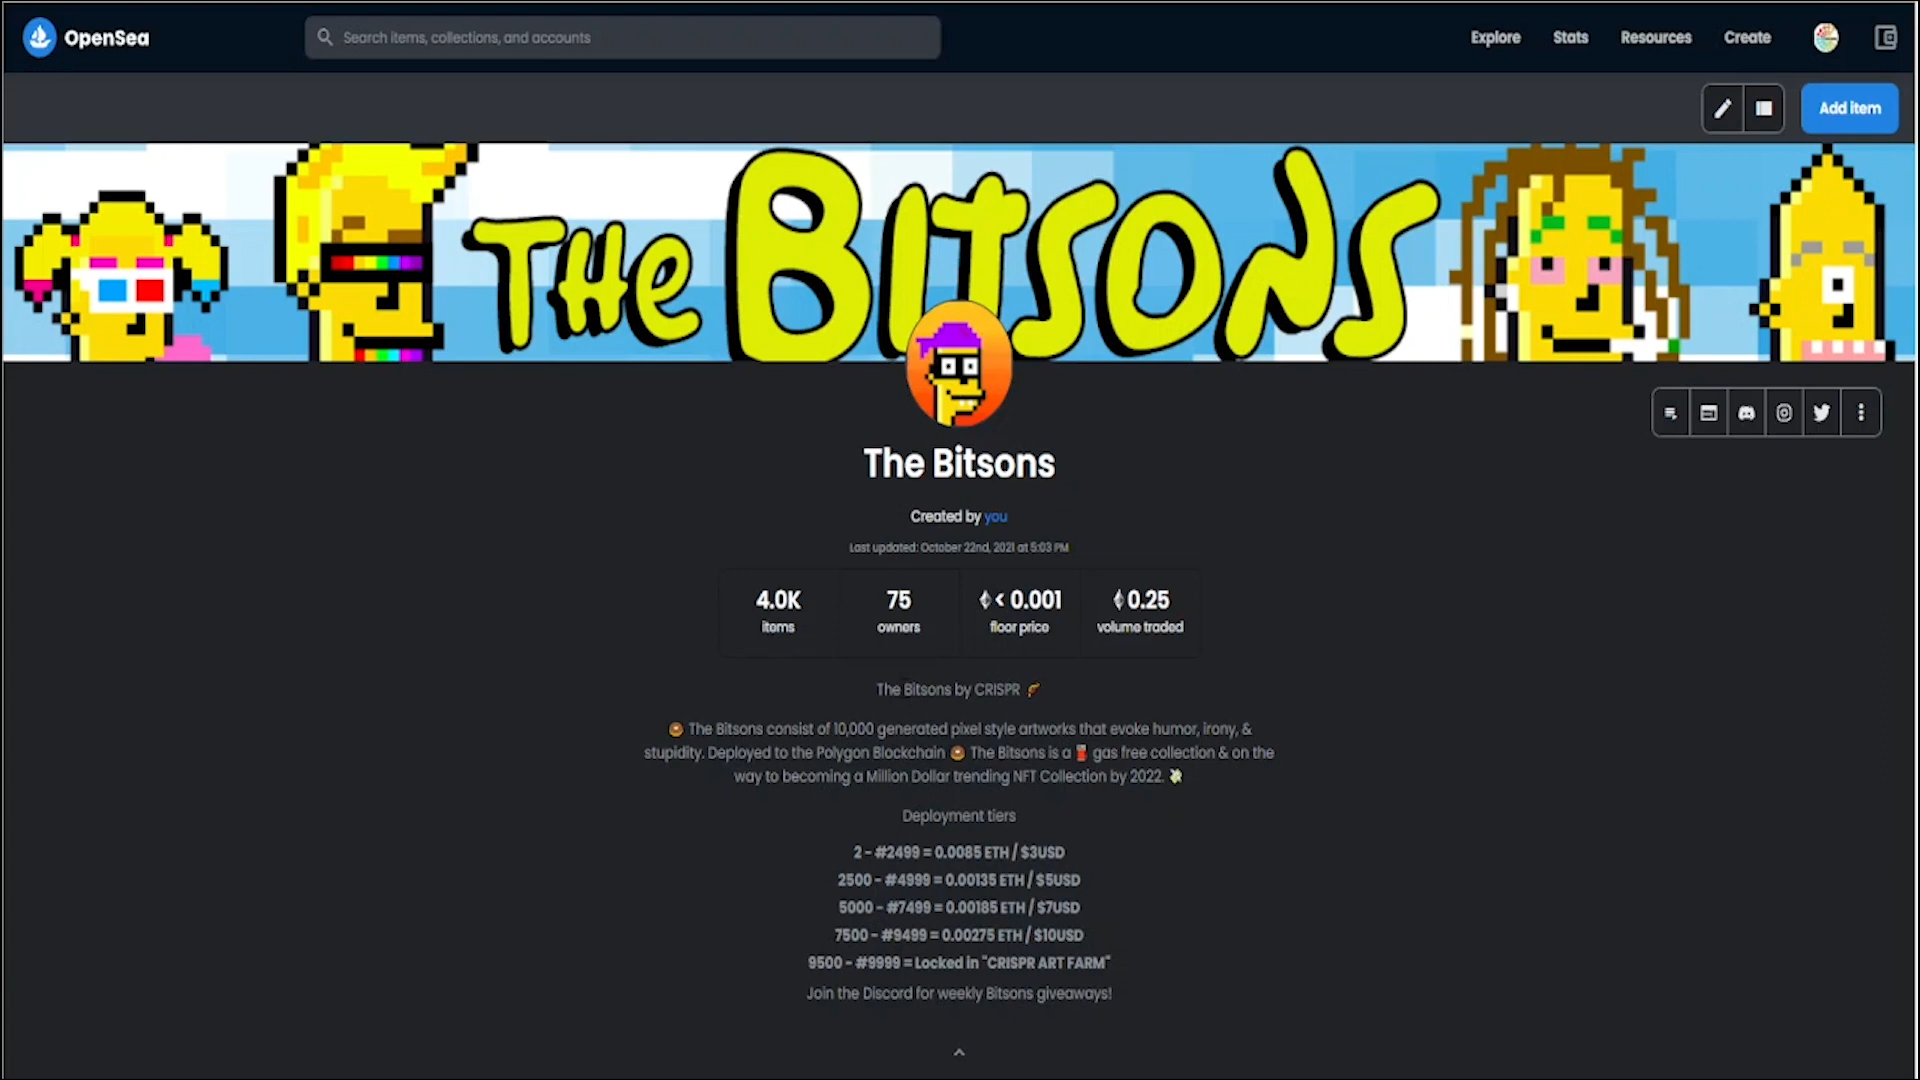 OpenSea
Search items, collections, and accounts
Explore
Stats
Resources
Create
Add item
THE BITSONS
The Bitsons
Created by you
Last updated: October 22nd, 2021 at 5:03 PM
4.0K
items
75
owners
< 0.001
floor price
0.25
volume traded
The Bitsons by CRISPR
The Bitsons consist of 10,000 generated pixel style artworks that evoke humor, irony, &
stupidity. Deployed to the Polygon Blockchain The Bitsons is a gas free collection & on the
way to becoming a Million Dollar trending NFT Collection by 2022.
Deployment tiers
2 - #2499 = 0.0085 ETH / $3USD
2500 - #4999 = 0.00135 ETH / $5USD
5000 - #7499 = 0.00185 ETH / $7USD
7500 - #9499 = 0.00275 ETH / $10USD
9500 - #9999 = Locked in "CRISPR ART FARM"
Join the Discord for weekly Bitsons giveaways!